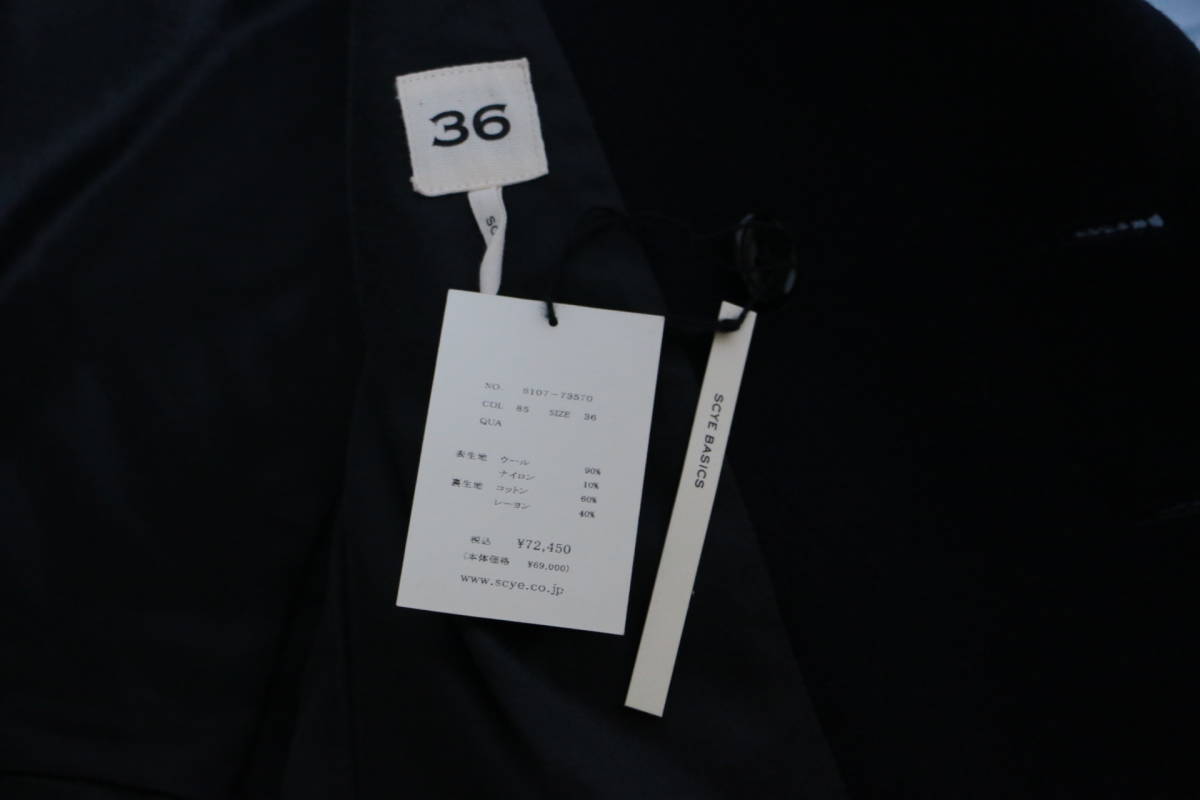 36
SC
NO. 5107-73570
COL 85 SIZE 36
QUA
表生地 ウール 90%
ナイロン 10%
裏生地 コットン 60%
レーヨン 40%
税込 ¥72,450
(本体価格 ¥69,000)
www.scye.co.jp
SCYE BASICS